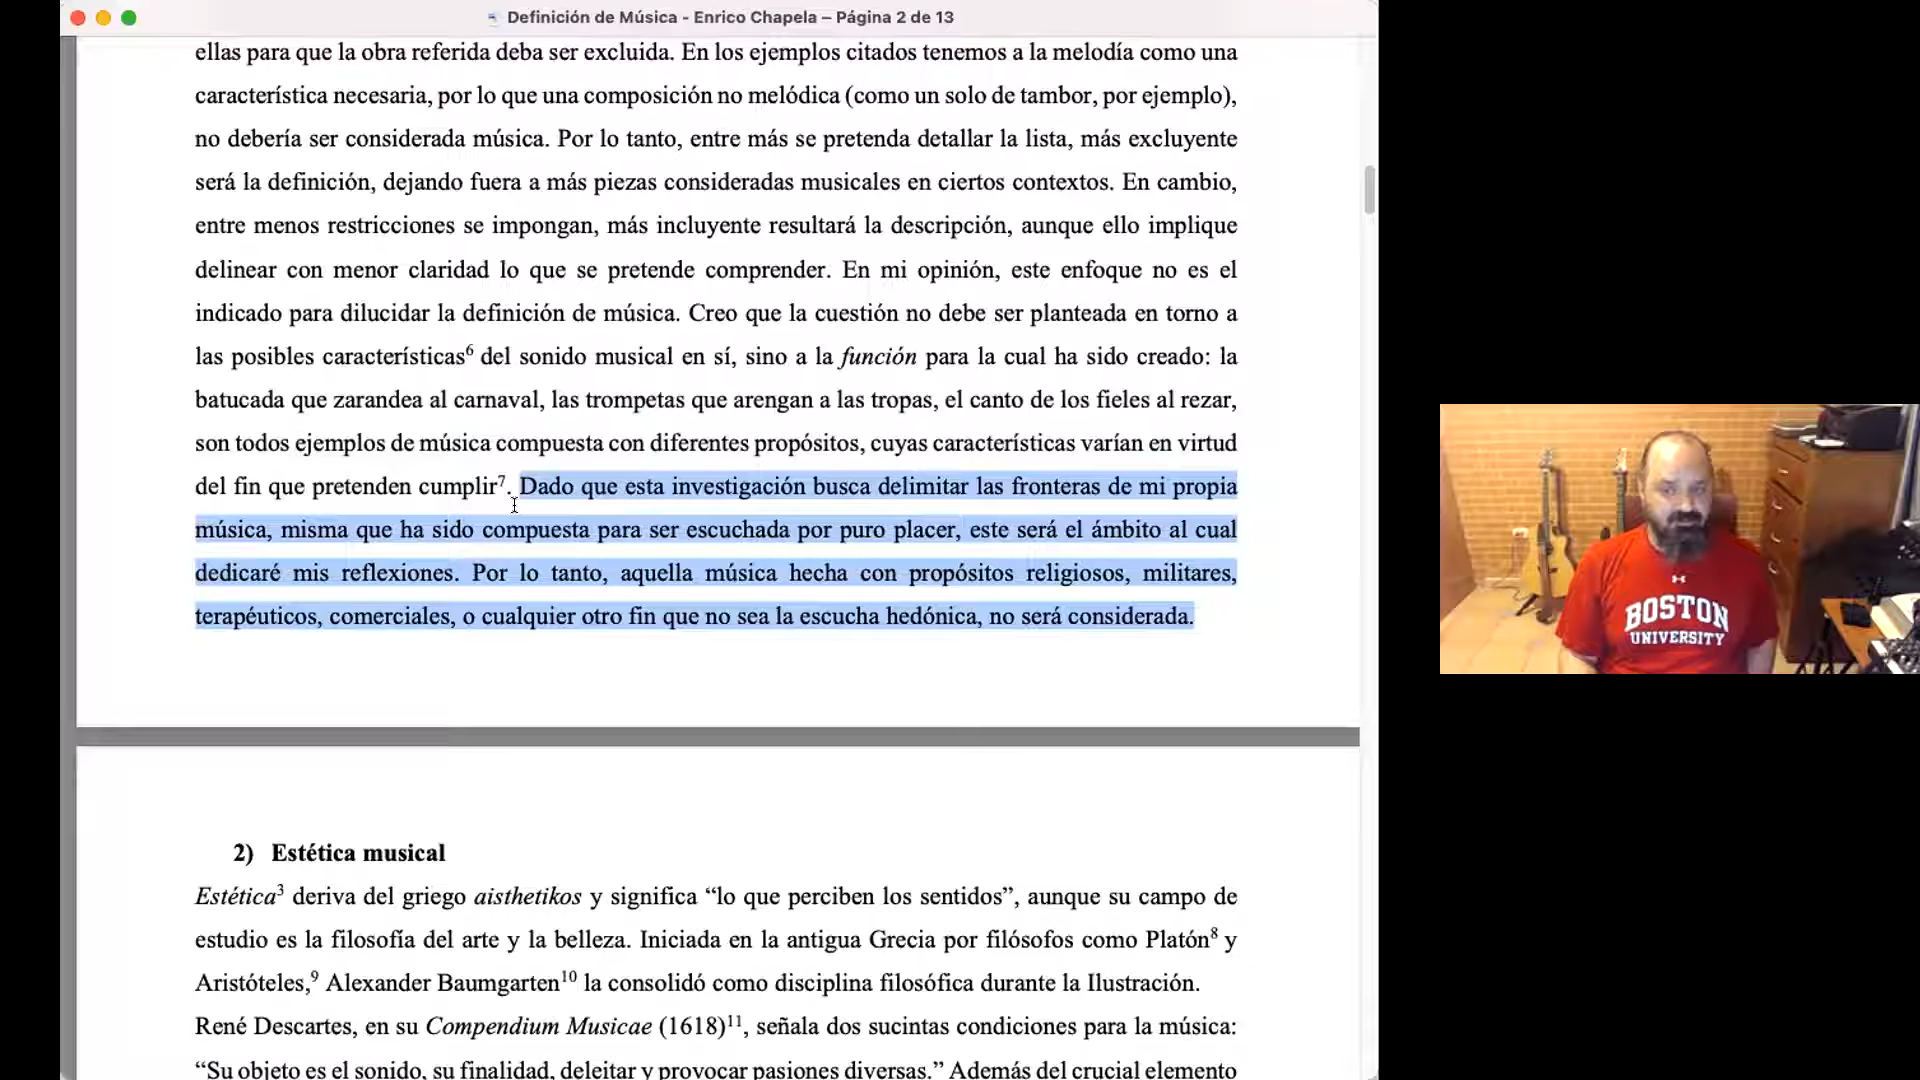 Definición de Música - Enrico Chapela – Página 2 de 13
ellas para que la obra referida deba ser excluida. En los ejemplos citados tenemos a la melodía como una
característica necesaria, por lo que una composición no melódica (como un solo de tambor, por ejemplo),
no debería ser considerada música. Por lo tanto, entre más se pretenda detallar la lista, más excluyente
será la definición, dejando fuera a más piezas consideradas musicales en ciertos contextos. En cambio,
entre menos restricciones se impongan, más incluyente resultará la descripción, aunque ello implique
delinear con menor claridad lo que se pretende comprender. En mi opinión, este enfoque no es el
indicado para dilucidar la definición de música. Creo que la cuestión no debe ser planteada en torno a
las posibles características⁶ del sonido musical en sí, sino a la función para la cual ha sido creado: la
batucada que zarandea al carnaval, las trompetas que arengan a las tropas, el canto de los fieles al rezar,
son todos ejemplos de música compuesta con diferentes propósitos, cuyas características varían en virtud
del fin que pretenden cumplir⁷. Dado que esta investigación busca delimitar las fronteras de mi propia
música, misma que ha sido compuesta para ser escuchada por puro placer, este será el ámbito al cual
dedicaré mis reflexiones. Por lo tanto, aquella música hecha con propósitos religiosos, militares,
terapéuticos, comerciales, o cualquier otro fin que no sea la escucha hedónica, no será considerada.
2) Estética musical
Estética³ deriva del griego aisthetikos y significa “lo que perciben los sentidos”, aunque su campo de
estudio es la filosofía del arte y la belleza. Iniciada en la antigua Grecia por filósofos como Platón⁸ y
Aristóteles,⁹ Alexander Baumgarten¹⁰ la consolidó como disciplina filosófica durante la Ilustración.
René Descartes, en su Compendium Musicae (1618)¹¹, señala dos sucintas condiciones para la música:
“Su objeto es el sonido, su finalidad, deleitar y provocar pasiones diversas.” Además del crucial elemento
BOSTON
UNIVERSITY